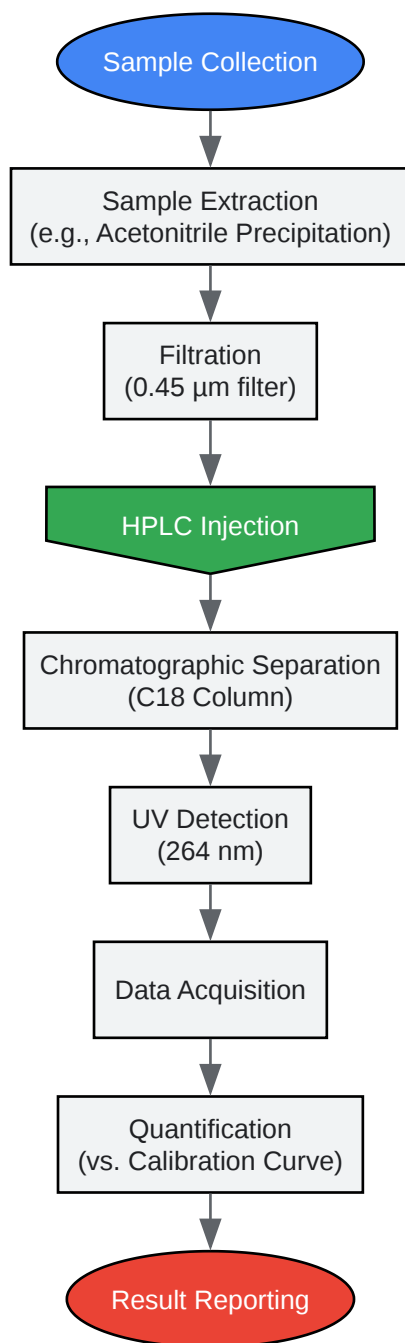 Sample Collection
Sample Extraction
(e.g., Acetonitrile Precipitation)
Filtration
(0.45 µm filter)
HPLC Injection
Chromatographic Separation
(C18 Column)
UV Detection
(264 nm)
Data Acquisition
Quantification
(vs. Calibration Curve)
Result Reporting